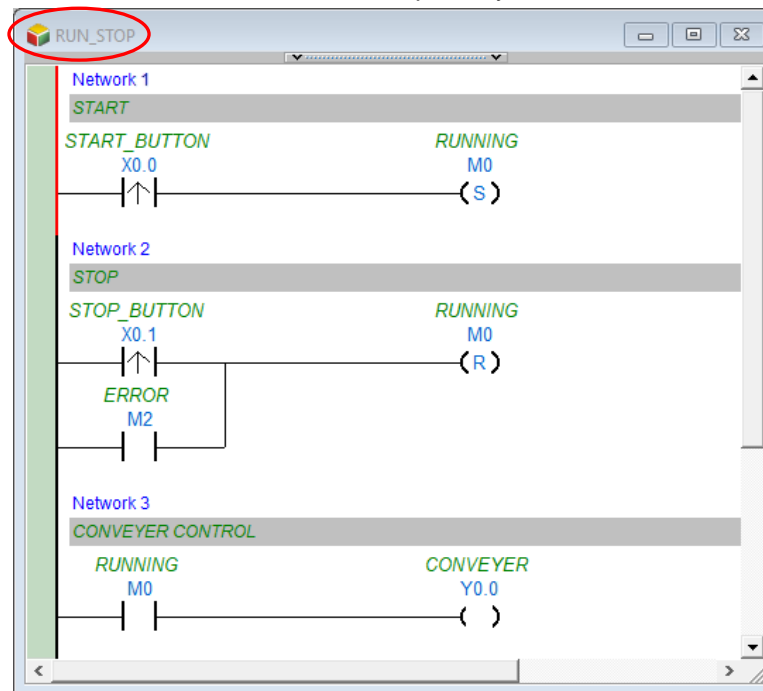 RUN_STOP
Network 1
START
START_BUTTON RUNNING
X0.0 M0
S
Network 2
STOP
STOP_BUTTON RUNNING
X0.1 M0
R
ERROR
M2
Network 3
CONVEYER CONTROL
RUNNING CONVEYER
M0 Y0.0